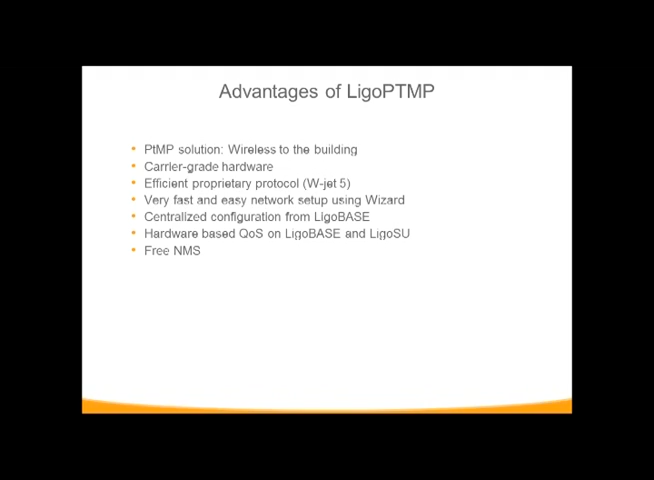 Advantages of LigoPTMP
• PtMP solution: Wireless to the building
• Carrier-grade hardware
• Efficient proprietary protocol (W-jet 5)
• Very fast and easy network setup using Wizard
• Centralized configuration from LigoBASE
• Hardware based QoS on LigoBASE and LigoSU
• Free NMS